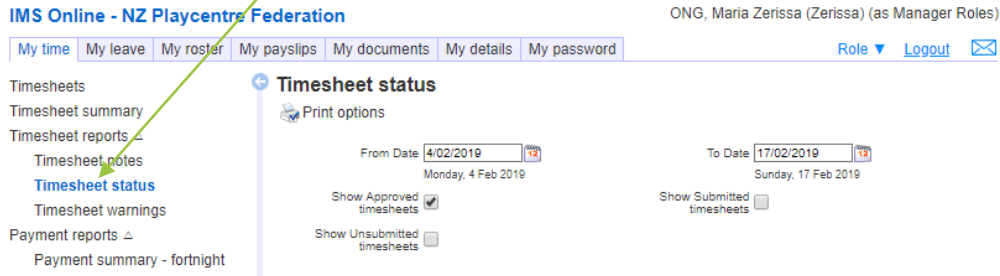 IMS Online - NZ Playcentre Federation
ONG, Maria Zerissa (Zerissa) (as Manager Roles)
My time My leave My roster My payslips My documents My details My password
Role ▼ Logout
Timesheets
Timesheet summary
Timesheet reports △
Timesheet notes
Timesheet status
Timesheet warnings
Payment reports △
Payment summary - fortnight
Timesheet status
Print options
From Date 4/02/2019 12
To Date 17/02/2019 12
Monday, 4 Feb 2019
Sunday, 17 Feb 2019
Show Approved
timesheets
Show Submitted
timesheets
Show Unsubmitted
timesheets